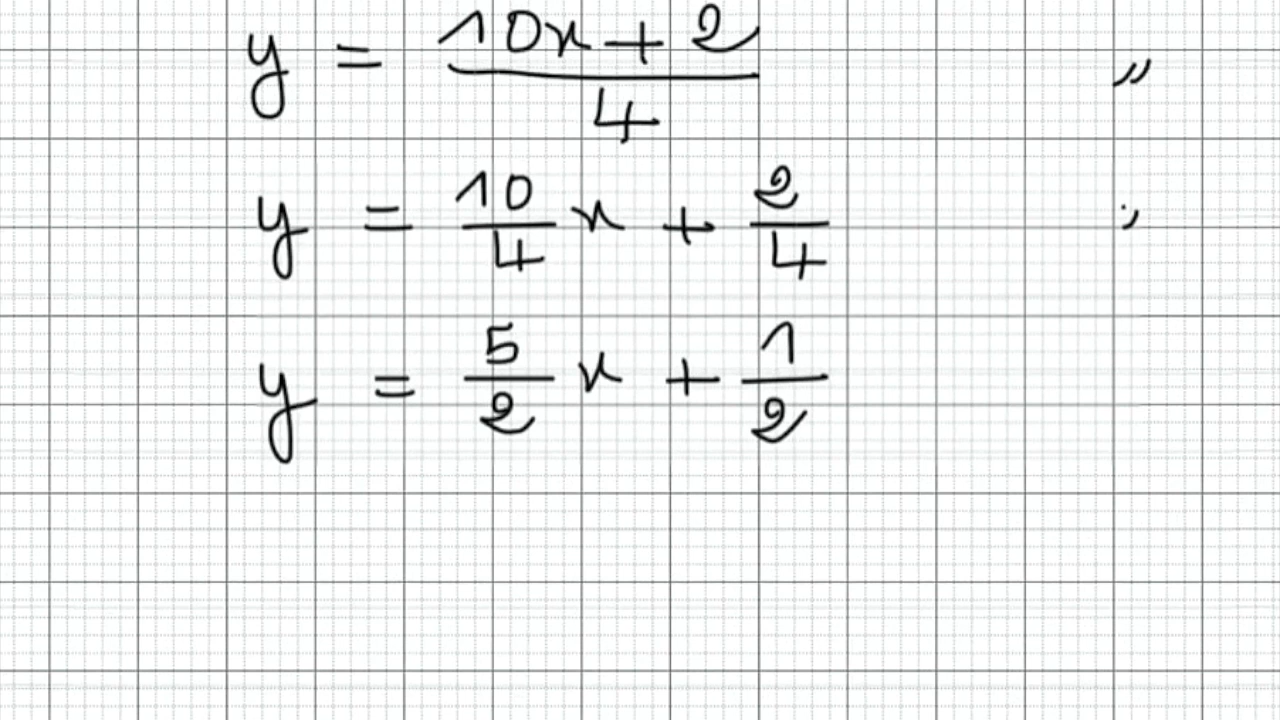 y = (10x + 2)/4 "
y = 10/4 x + 2/4 ;
y = 5/2 x + 1/2